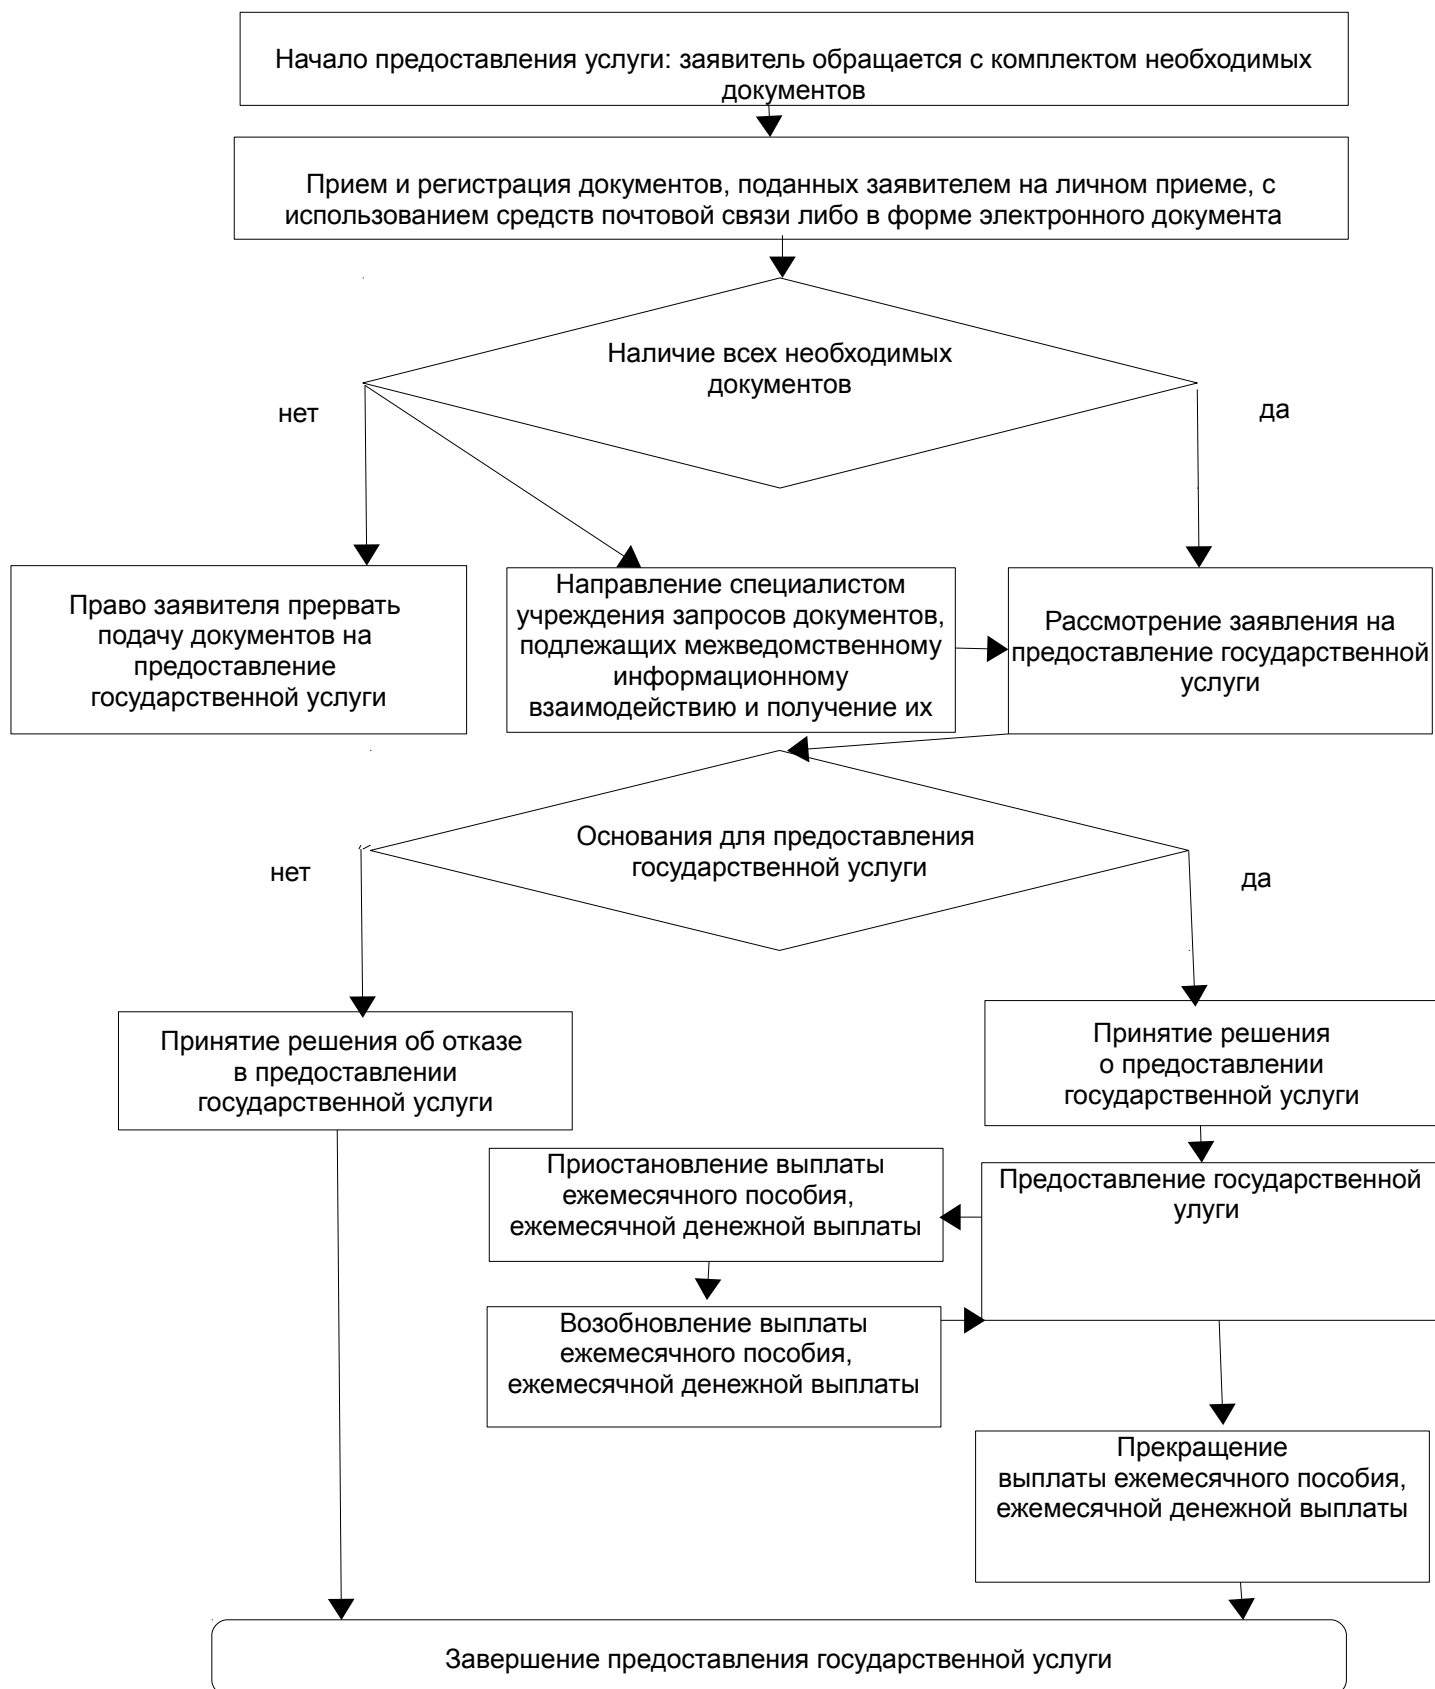 Начало предоставления услуги: заявитель обращается с комплектом необходимых
документов
Прием и регистрация документов, поданных заявителем на личном приеме, с
использованием средств почтовой связи либо в форме электронного документа
Наличие всех необходимых
документов
нет
да
Право заявителя прервать
подачу документов на
предоставление
государственной услуги
Направление специалистом
учреждения запросов документов,
подлежащих межведомственному
информационному
взаимодействию и получение их
Рассмотрение заявления на
предоставление государственной
услуги
Основания для предоставления
государственной услуги
нет
да
Принятие решения об отказе
в предоставлении
государственной услуги
Принятие решения
о предоставлении
государственной услуги
Приостановление выплаты
ежемесячного пособия,
ежемесячной денежной выплаты
Предоставление государственной
улуги
Возобновление выплаты
ежемесячного пособия,
ежемесячной денежной выплаты
Прекращение
выплаты ежемесячного пособия,
ежемесячной денежной выплаты
Завершение предоставления государственной услуги